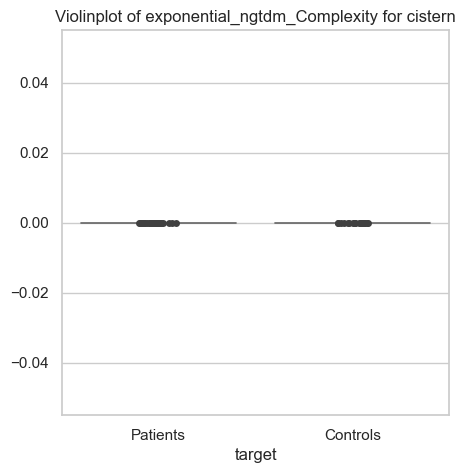 Violinplot of exponential_ngtdm_Complexity for cistern
0.04
0.02
0.00
−0.02
−0.04
Patients Controls
target